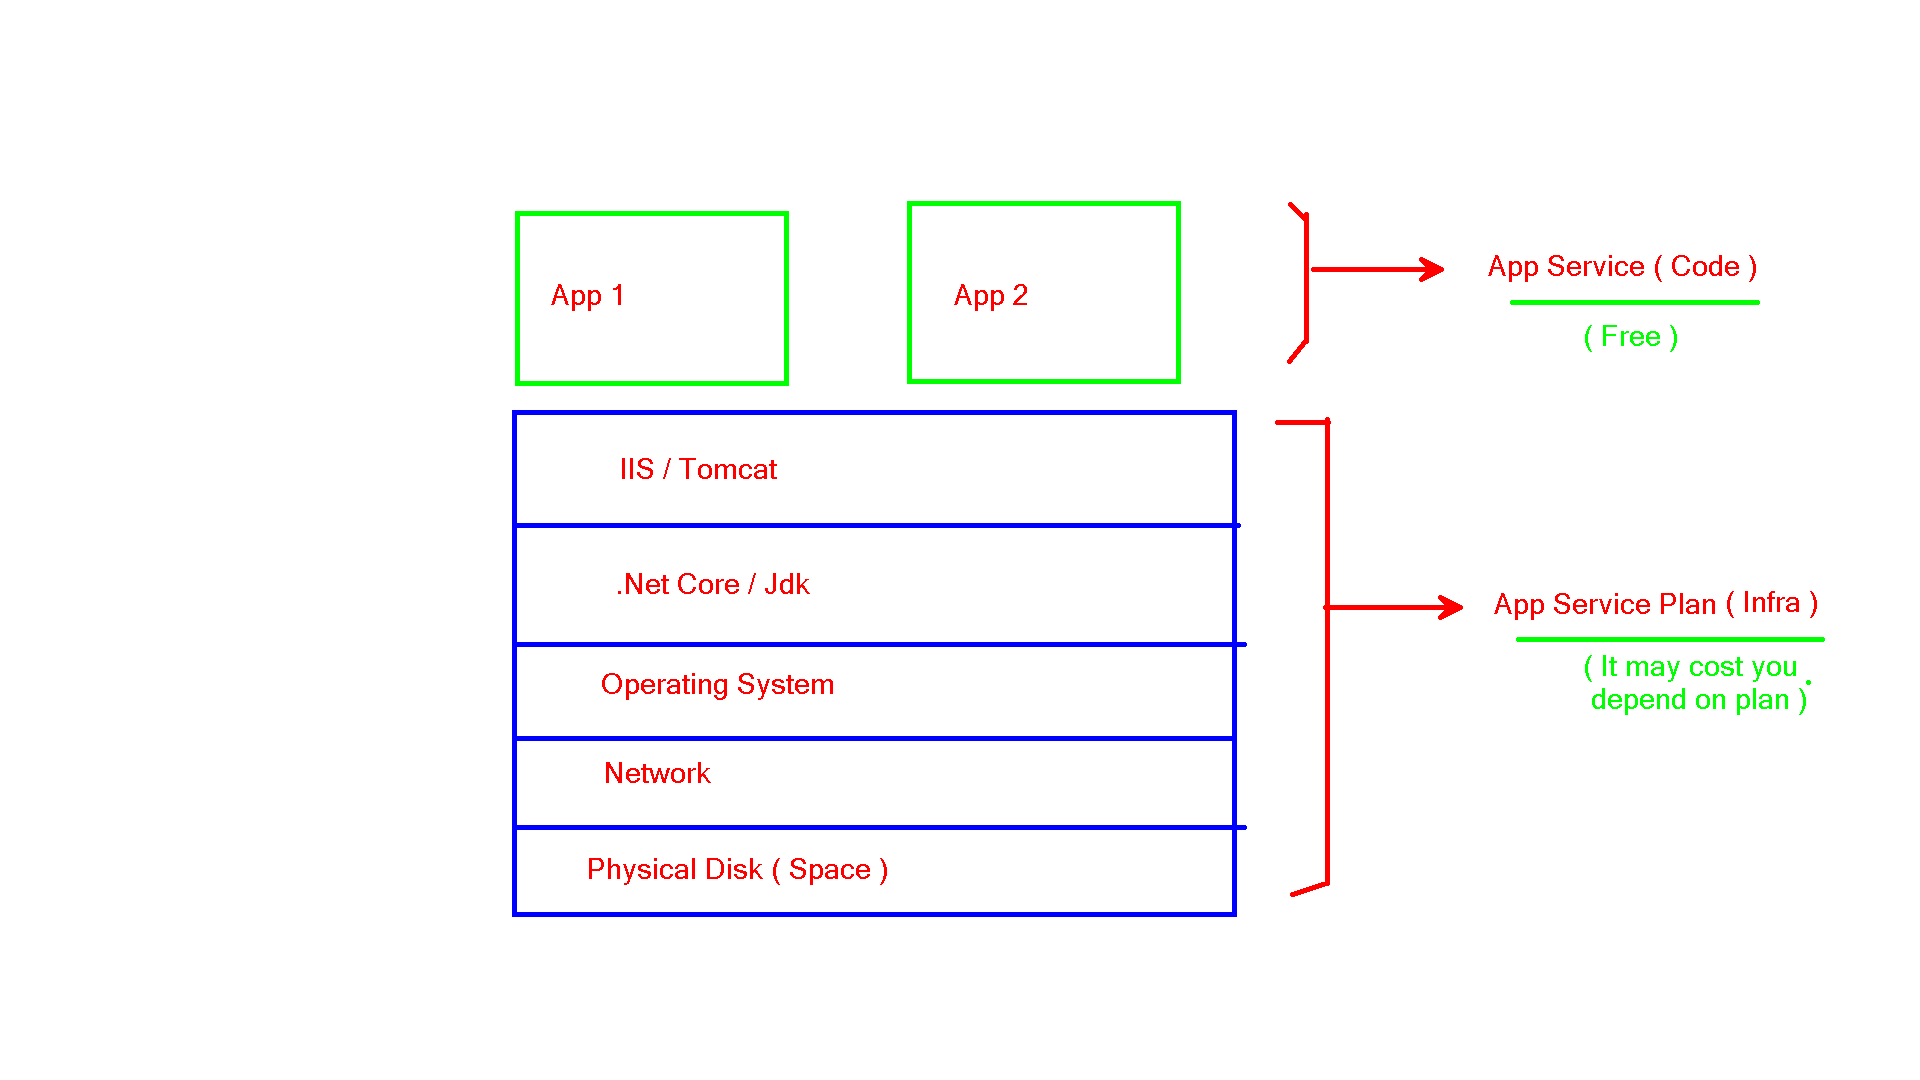 App 1
App 2
App Service ( Code )
( Free )
IIS / Tomcat
.Net Core / Jdk
Operating System
Network
Physical Disk ( Space )
App Service Plan ( Infra )
( It may cost you .
depend on plan )